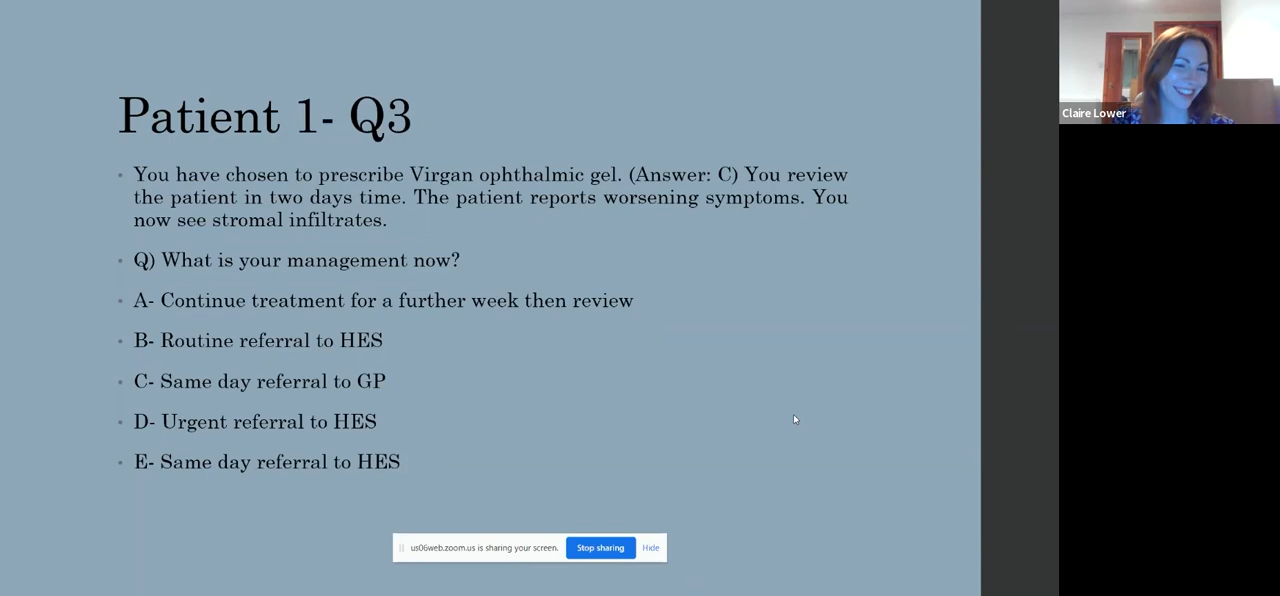 Patient 1- Q3
You have chosen to prescribe Virgan ophthalmic gel. (Answer: C) You review
the patient in two days time. The patient reports worsening symptoms. You
now see stromal infiltrates.
Q) What is your management now?
A- Continue treatment for a further week then review
B- Routine referral to HES
C- Same day referral to GP
D- Urgent referral to HES
E- Same day referral to HES
us06web.zoom.us is sharing your screen. Stop sharing Hide
Claire Lower